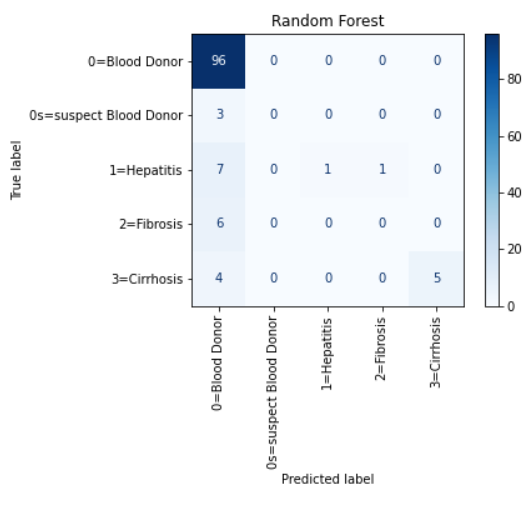 Random Forest
0=Blood Donor 96 0 0 0 0
0s=suspect Blood Donor 3 0 0 0 0
1=Hepatitis 7 0 1 1 0
2=Fibrosis 6 0 0 0 0
3=Cirrhosis 4 0 0 0 5
True label
0=Blood Donor
0s=suspect Blood Donor
1=Hepatitis
2=Fibrosis
3=Cirrhosis
Predicted label
80
60
40
20
0